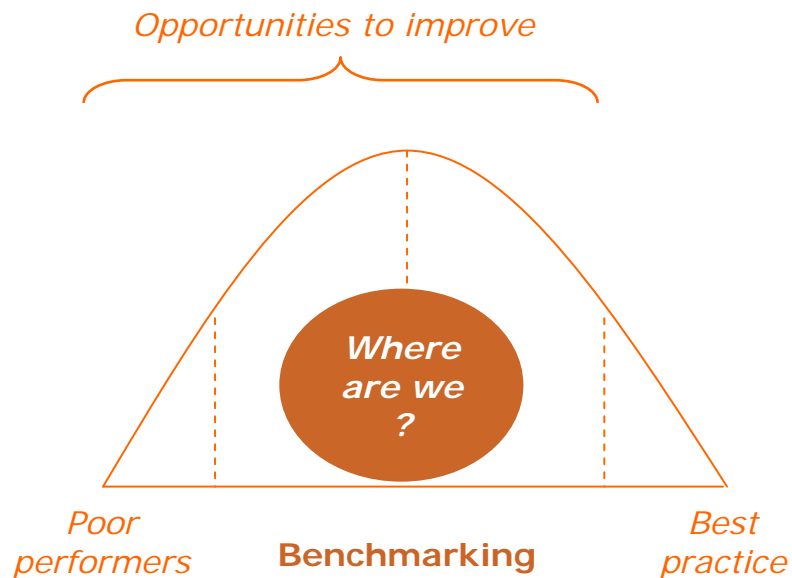 Opportunities to improve
Where
are we
?
Poor
performers
Benchmarking
Best
practice